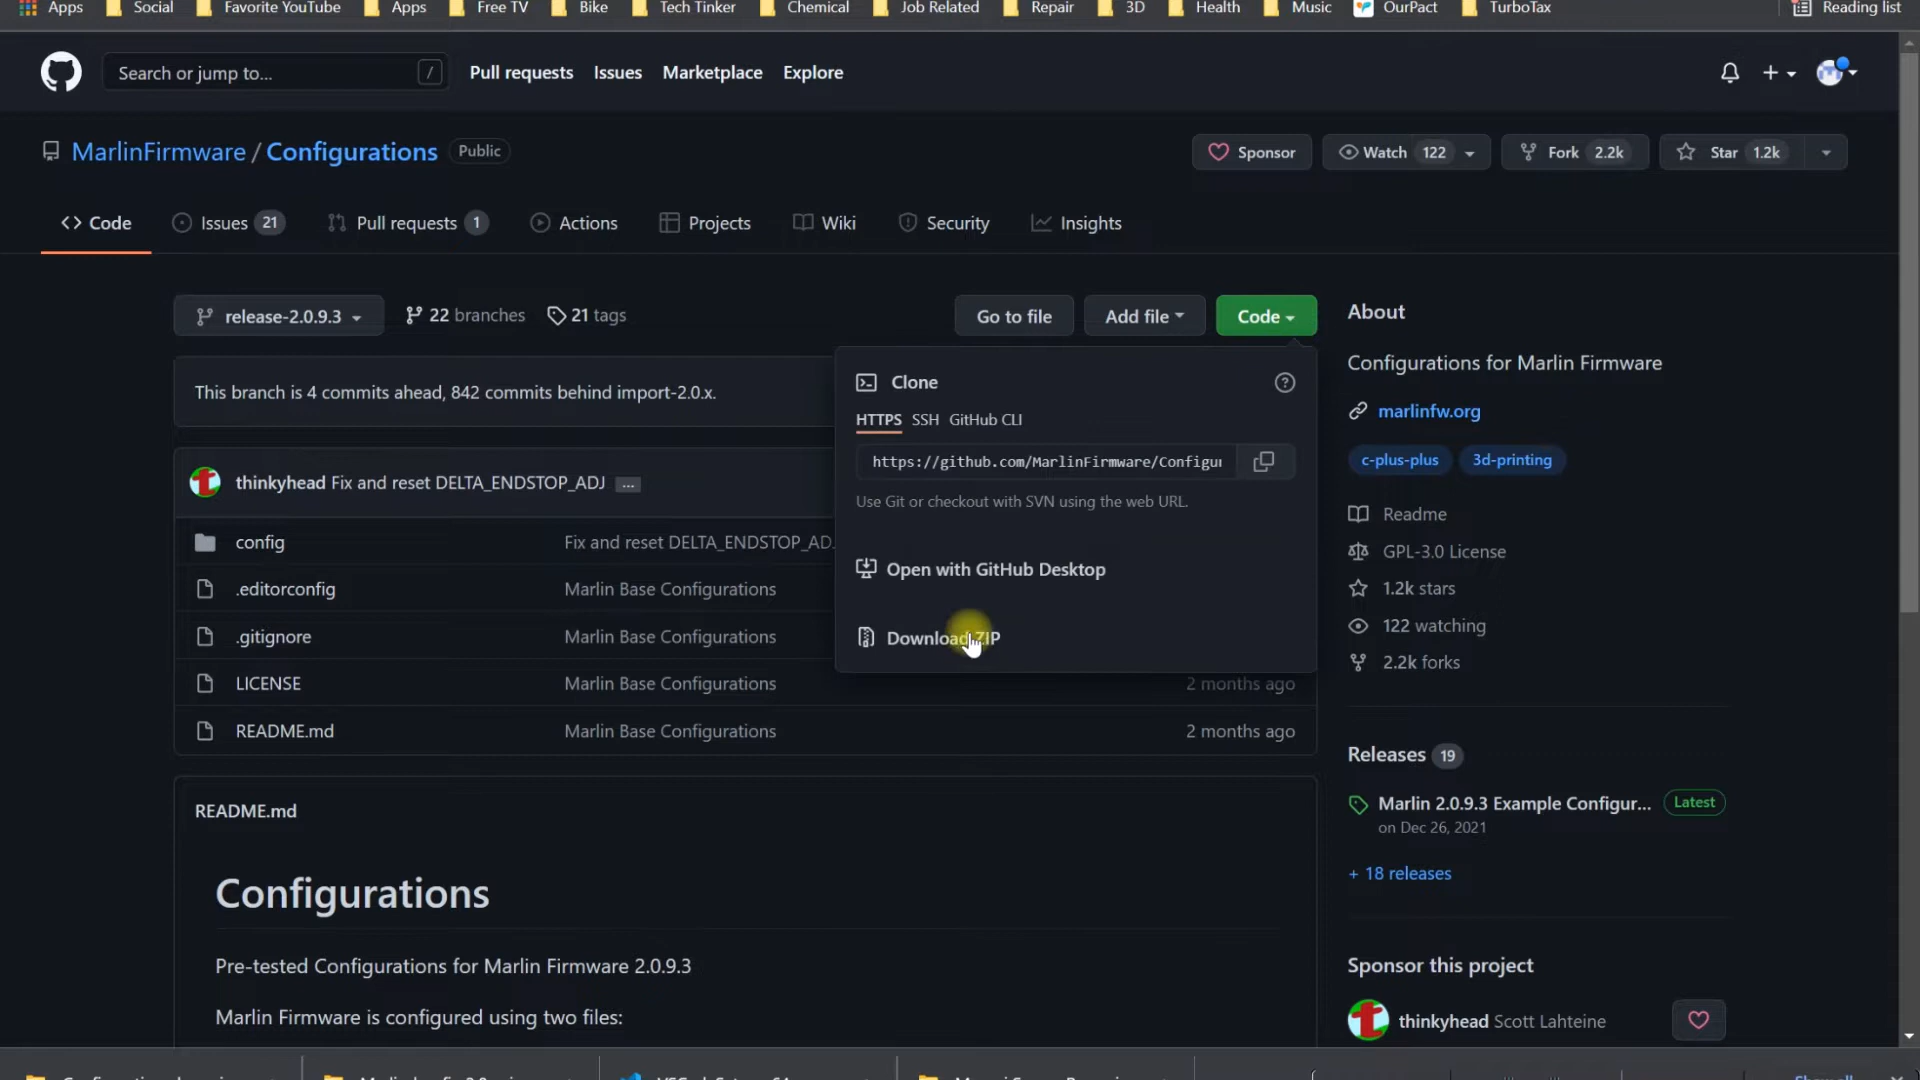 Apps Social Favorite YouTube Apps Free TV Bike Tech Tinker Chemical Job Related Repair 3D Health Music OurPact TurboTax Reading list
Search or jump to... / Pull requests Issues Marketplace Explore
MarlinFirmware / Configurations Public Sponsor Watch 122 Fork 2.2k Star 1.2k
<> Code Issues 21 Pull requests 1 Actions Projects Wiki Security Insights
release-2.0.9.3 22 branches 21 tags Go to file Add file Code About
Configurations for Marlin Firmware
This branch is 4 commits ahead, 842 commits behind import-2.0.x. Clone
marlinfw.org
HTTPS SSH GitHub CLI
https://github.com/MarlinFirmware/Configur
c-plus-plus 3d-printing
thinkyhead Fix and reset DELTA_ENDSTOP_ADJ ...
Use Git or checkout with SVN using the web URL.
Readme
config Fix and reset DELTA_ENDSTOP_AD
GPL-3.0 License
Open with GitHub Desktop
.editorconfig Marlin Base Configurations
1.2k stars
.gitignore Marlin Base Configurations Download ZIP
122 watching
2.2k forks
LICENSE Marlin Base Configurations 2 months ago
README.md Marlin Base Configurations 2 months ago
Releases 19
Marlin 2.0.9.3 Example Configur... Latest
on Dec 26, 2021
README.md
+ 18 releases
Configurations
Pre-tested Configurations for Marlin Firmware 2.0.9.3
Sponsor this project
Marlin Firmware is configured using two files:
thinkyhead Scott Lahteine